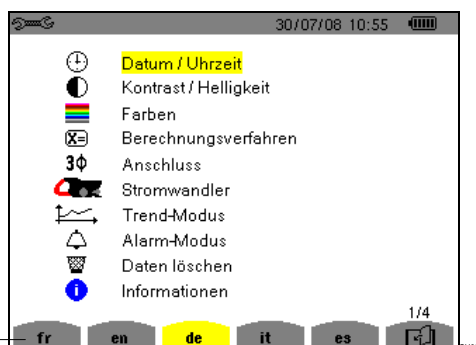 30/07/08 10:55
Datum / Uhrzeit
Kontrast / Helligkeit
Farben
X= Berechnungsverfahren
3φ Anschluss
Stromwandler
Trend-Modus
Alarm-Modus
Daten löschen
i Informationen
1/4
fr en de it es